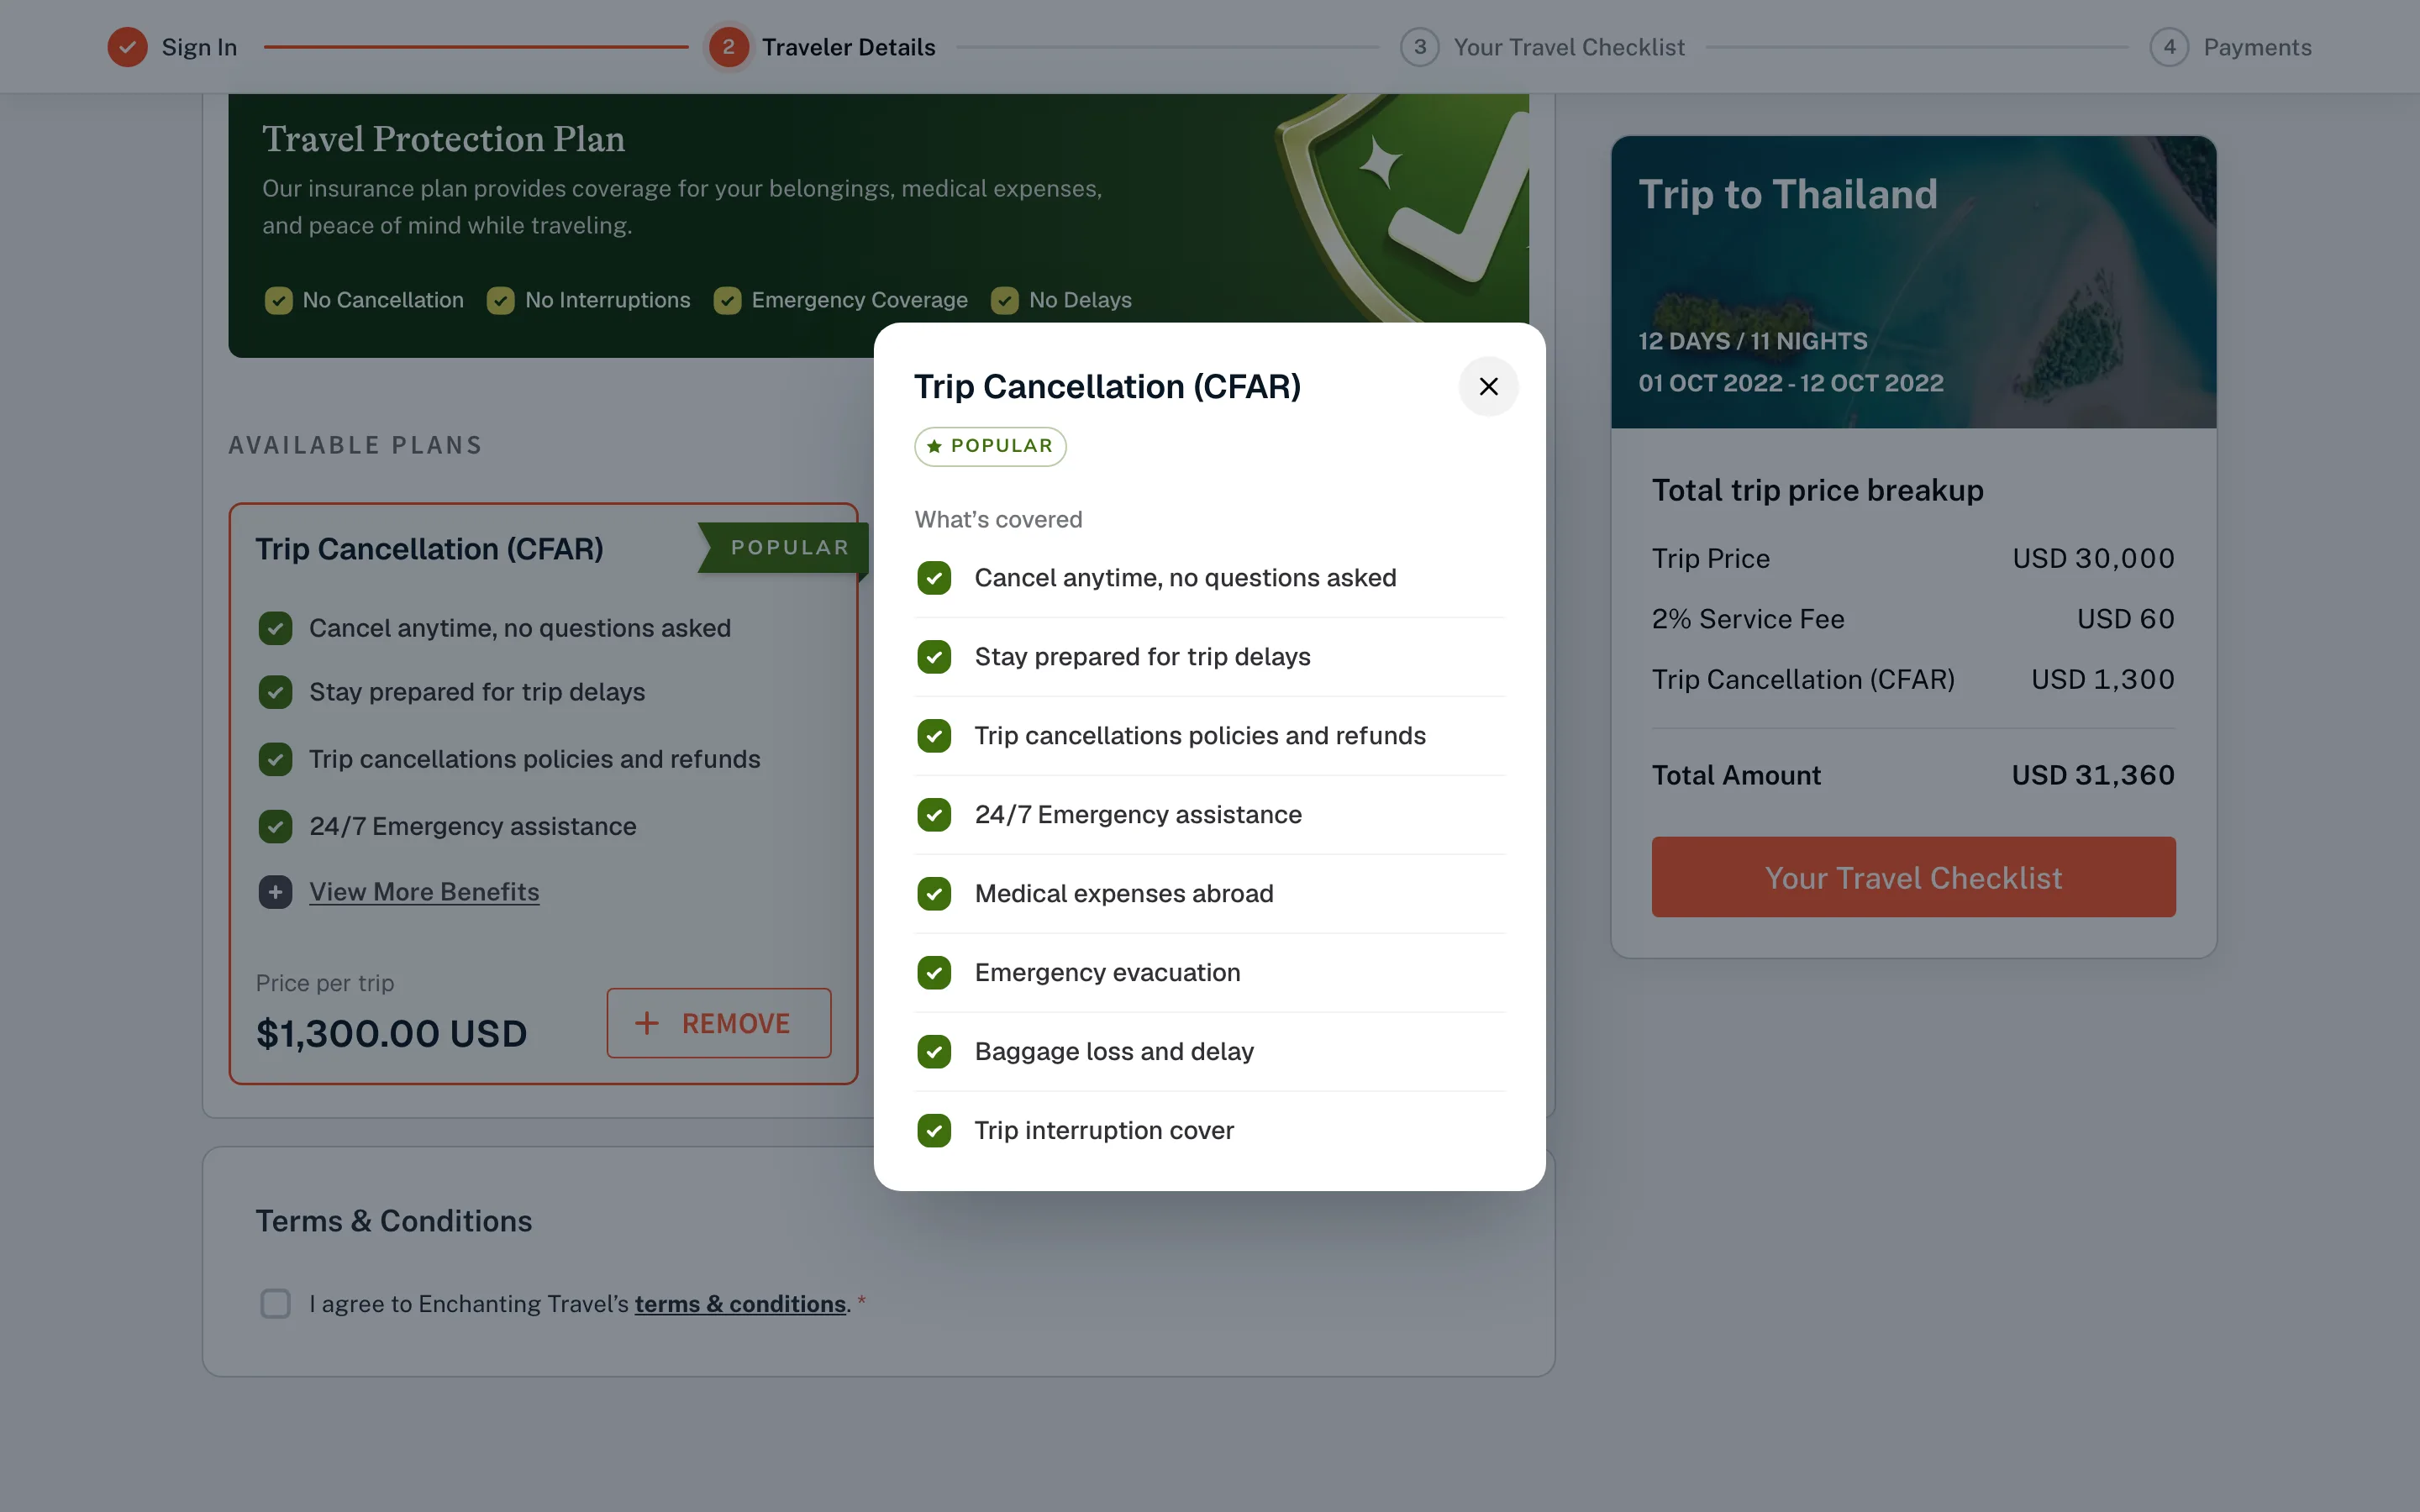 Sign In
2 Traveler Details
3 Your Travel Checklist
4 Payments
Travel Protection Plan
Our insurance plan provides coverage for your belongings, medical expenses,
and peace of mind while traveling.
No Cancellation No Interruptions Emergency Coverage No Delays
AVAILABLE PLANS
Trip Cancellation (CFAR)
POPULAR
Cancel anytime, no questions asked
Stay prepared for trip delays
Trip cancellations policies and refunds
24/7 Emergency assistance
View More Benefits
Price per trip
$1,300.00 USD
REMOVE
Terms & Conditions
I agree to Enchanting Travel’s terms & conditions. *
Trip Cancellation (CFAR)
POPULAR
What’s covered
Cancel anytime, no questions asked
Stay prepared for trip delays
Trip cancellations policies and refunds
24/7 Emergency assistance
Medical expenses abroad
Emergency evacuation
Baggage loss and delay
Trip interruption cover
Trip to Thailand
12 DAYS / 11 NIGHTS
01 OCT 2022 - 12 OCT 2022
Total trip price breakup
Trip Price USD 30,000
2% Service Fee USD 60
Trip Cancellation (CFAR) USD 1,300
Total Amount USD 31,360
Your Travel Checklist